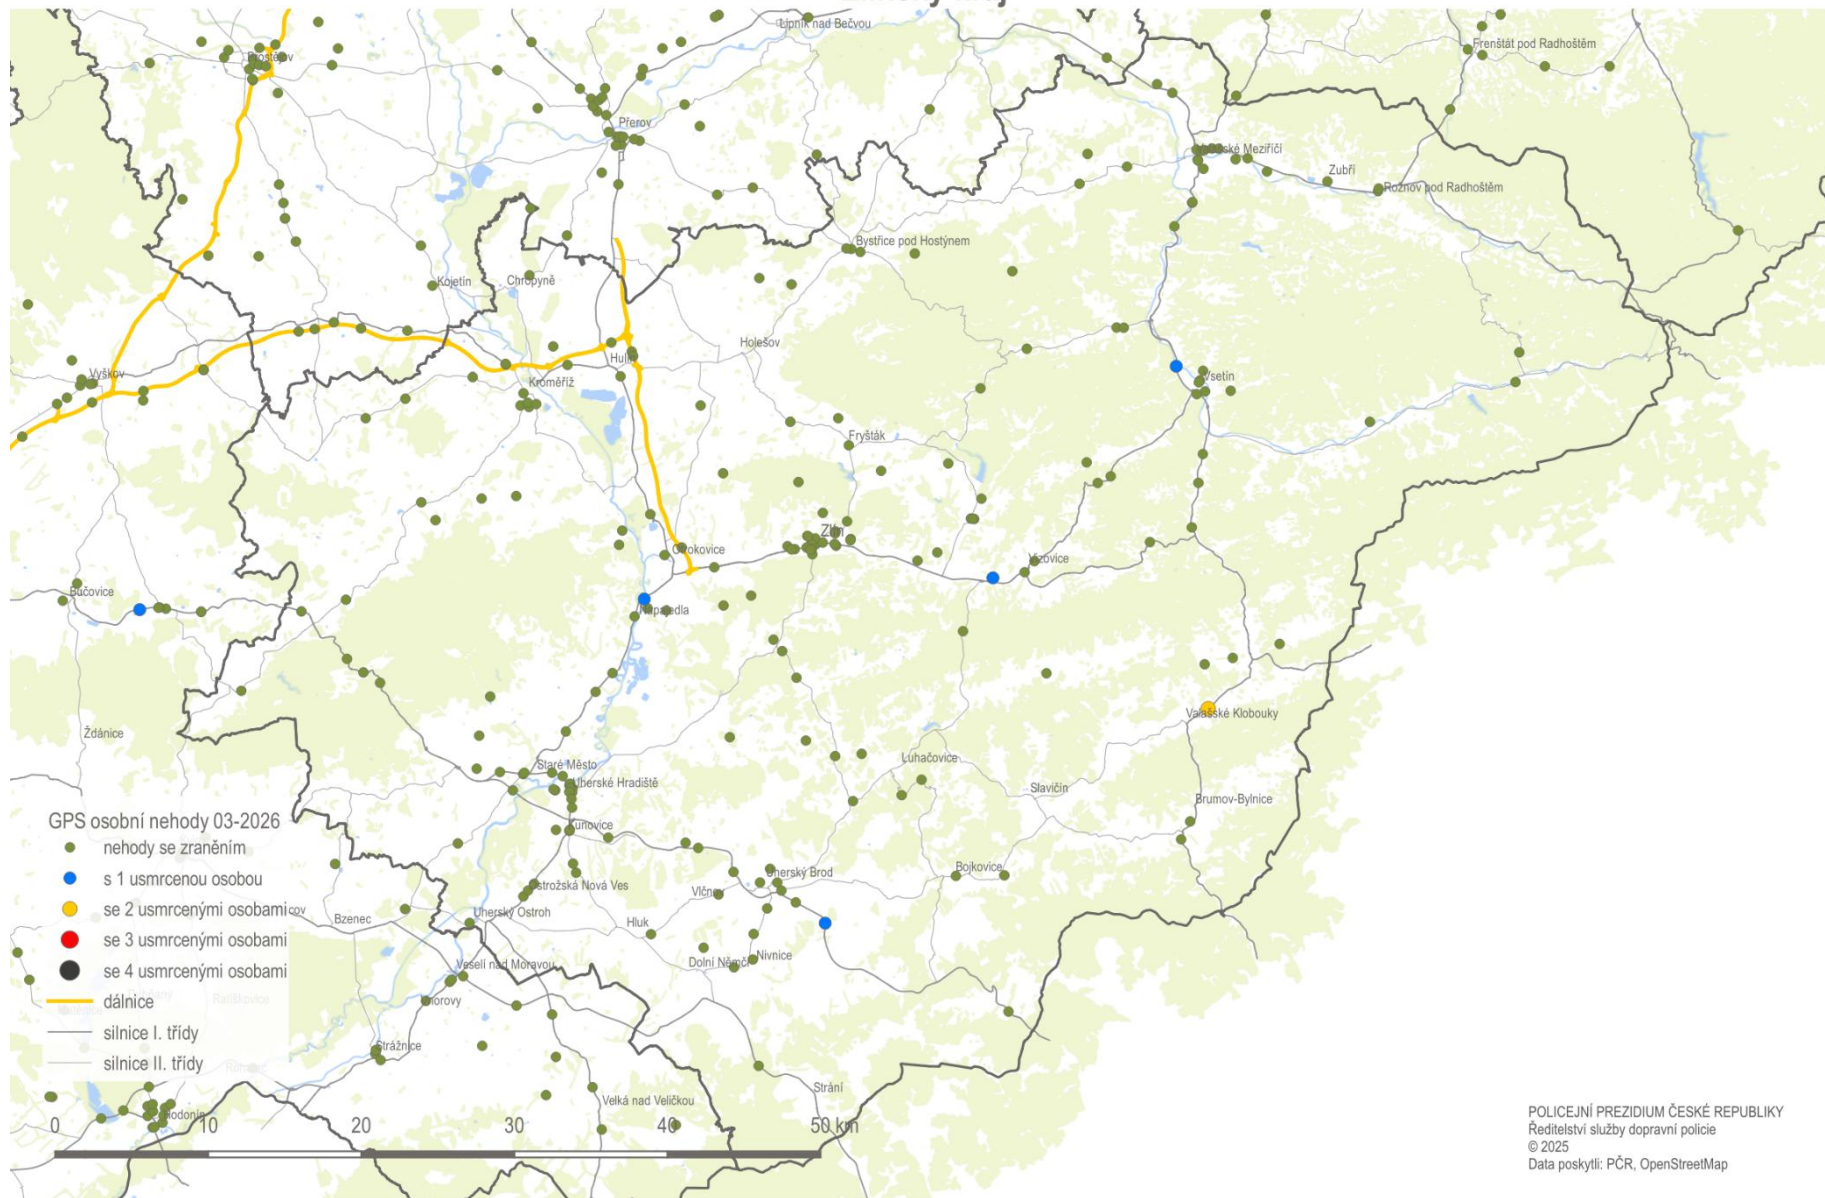 Lipník nad Bečvou
Frenštát pod Radhoštěm
Prostějov
Přerov
Valašské Meziříčí
Zubří
Rožnov pod Radhoštěm
Bystřice pod Hostýnem
Kojetín
Chropyně
Holešov
Hulín
Vyškov
Kroměříž
Vsetín
Fryšták
Zlín
Otrokovice
Vizovice
Bučovice
Napajedla
Valašské Klobouky
Ždánice
Luhačovice
Staré Město
Uherské Hradiště
Slavičín
Brumov-Bylnice
Kunovice
Bojkovice
Uherský Brod
Ostrožská Nová Ves
Vlčnov
Uherský Ostroh
Bzenec
Hluk
Nivnice
Dolní Němčí
Veselí nad Moravou
Vnorovy
Strážnice
Strání
Velká nad Veličkou
Hodonín
GPS osobní nehody 03-2026
nehody se zraněním
s 1 usmrcenou osobou
se 2 usmrcenými osobami
se 3 usmrcenými osobami
se 4 usmrcenými osobami
dálnice
silnice I. třídy
silnice II. třídy
0 10 20 30 40 50 km
POLICEJNÍ PREZIDIUM ČESKÉ REPUBLIKY
Ředitelství služby dopravní policie
© 2025
Data poskytli: PČR, OpenStreetMap